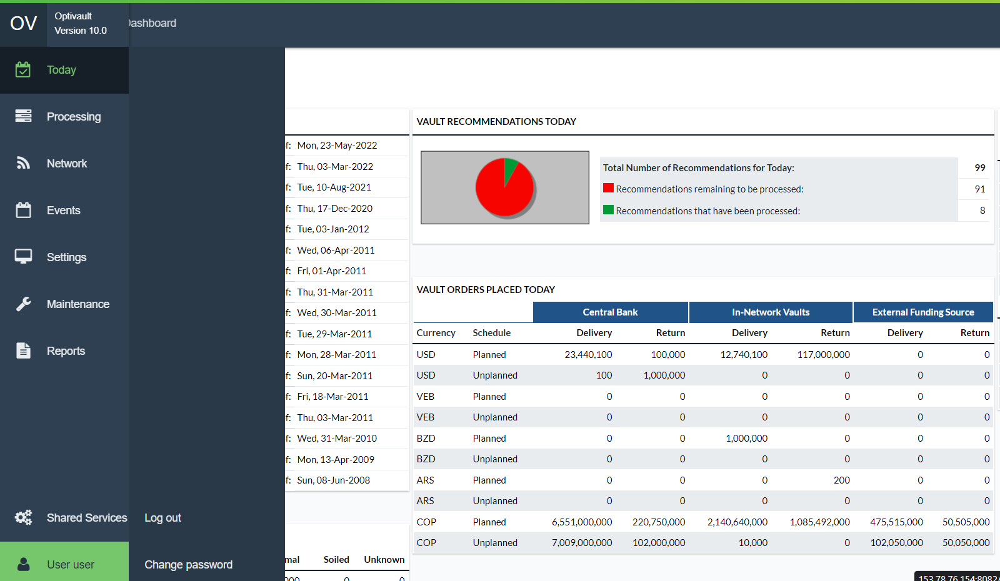 OV
Optivault
Version 10.0
Dashboard
Today
Processing
Network
Events
Settings
Maintenance
Reports
Shared Services
User user
Log out
Change password
f: Mon, 23-May-2022
f: Thu, 03-Mar-2022
f: Tue, 10-Aug-2021
f: Thu, 17-Dec-2020
f: Tue, 03-Jan-2012
f: Wed, 06-Apr-2011
f: Fri, 01-Apr-2011
f: Thu, 31-Mar-2011
f: Wed, 30-Mar-2011
f: Tue, 29-Mar-2011
f: Mon, 28-Mar-2011
f: Sun, 20-Mar-2011
f: Fri, 18-Mar-2011
f: Thu, 03-Mar-2011
f: Wed, 31-Mar-2010
f: Mon, 13-Apr-2009
f: Sun, 08-Jun-2008
mal Soiled Unknown
000 0 0
VAULT RECOMMENDATIONS TODAY
Total Number of Recommendations for Today: 99
Recommendations remaining to be processed: 91
Recommendations that have been processed: 8
VAULT ORDERS PLACED TODAY
Central Bank In-Network Vaults External Funding Source
Currency Schedule Delivery Return Delivery Return Delivery Return
USD Planned 23,440,100 100,000 12,740,100 117,000,000 0 0
USD Unplanned 100 1,000,000 0 0 0 0
VEB Planned 0 0 0 0 0 0
VEB Unplanned 0 0 0 0 0 0
BZD Planned 0 0 1,000,000 0 0 0
BZD Unplanned 0 0 0 0 0 0
ARS Planned 0 0 0 200 0 0
ARS Unplanned 0 0 0 0 0 0
COP Planned 6,551,000,000 220,750,000 2,140,640,000 1,085,492,000 475,515,000 50,505,000
COP Unplanned 7,009,000,000 102,000,000 10,000 0 102,050,000 50,050,000
153.78.76.154:8082/